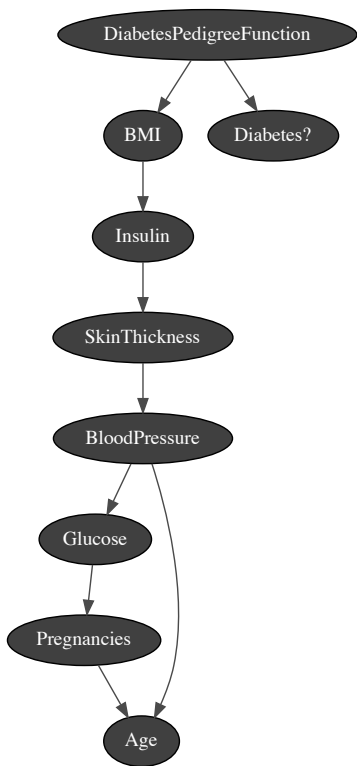 DiabetesPedigreeFunction
BMI
Diabetes?
Insulin
SkinThickness
BloodPressure
Glucose
Pregnancies
Age